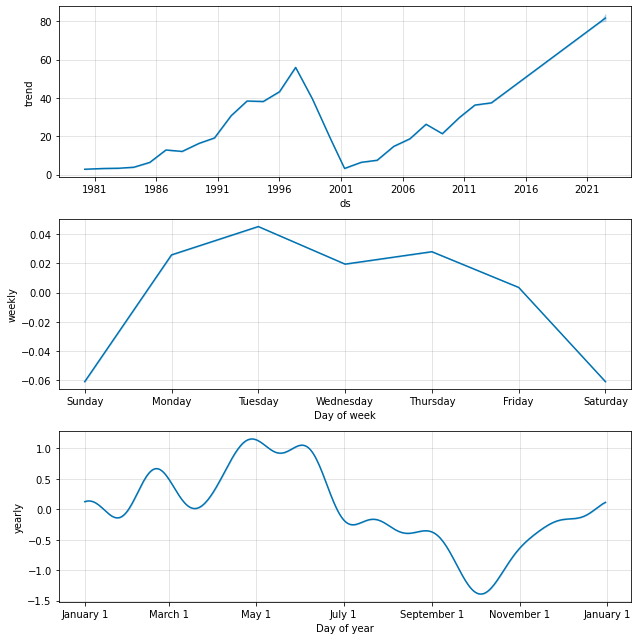 80
60
40
20
0
trend
1981 1986 1991 1996 2001 2006 2011 2016 2021
ds
0.04
0.02
0.00
−0.02
−0.04
−0.06
weekly
Sunday Monday Tuesday Wednesday Thursday Friday Saturday
Day of week
1.0
0.5
0.0
−0.5
−1.0
−1.5
yearly
January 1 March 1 May 1 July 1 September 1 November 1 January 1
Day of year